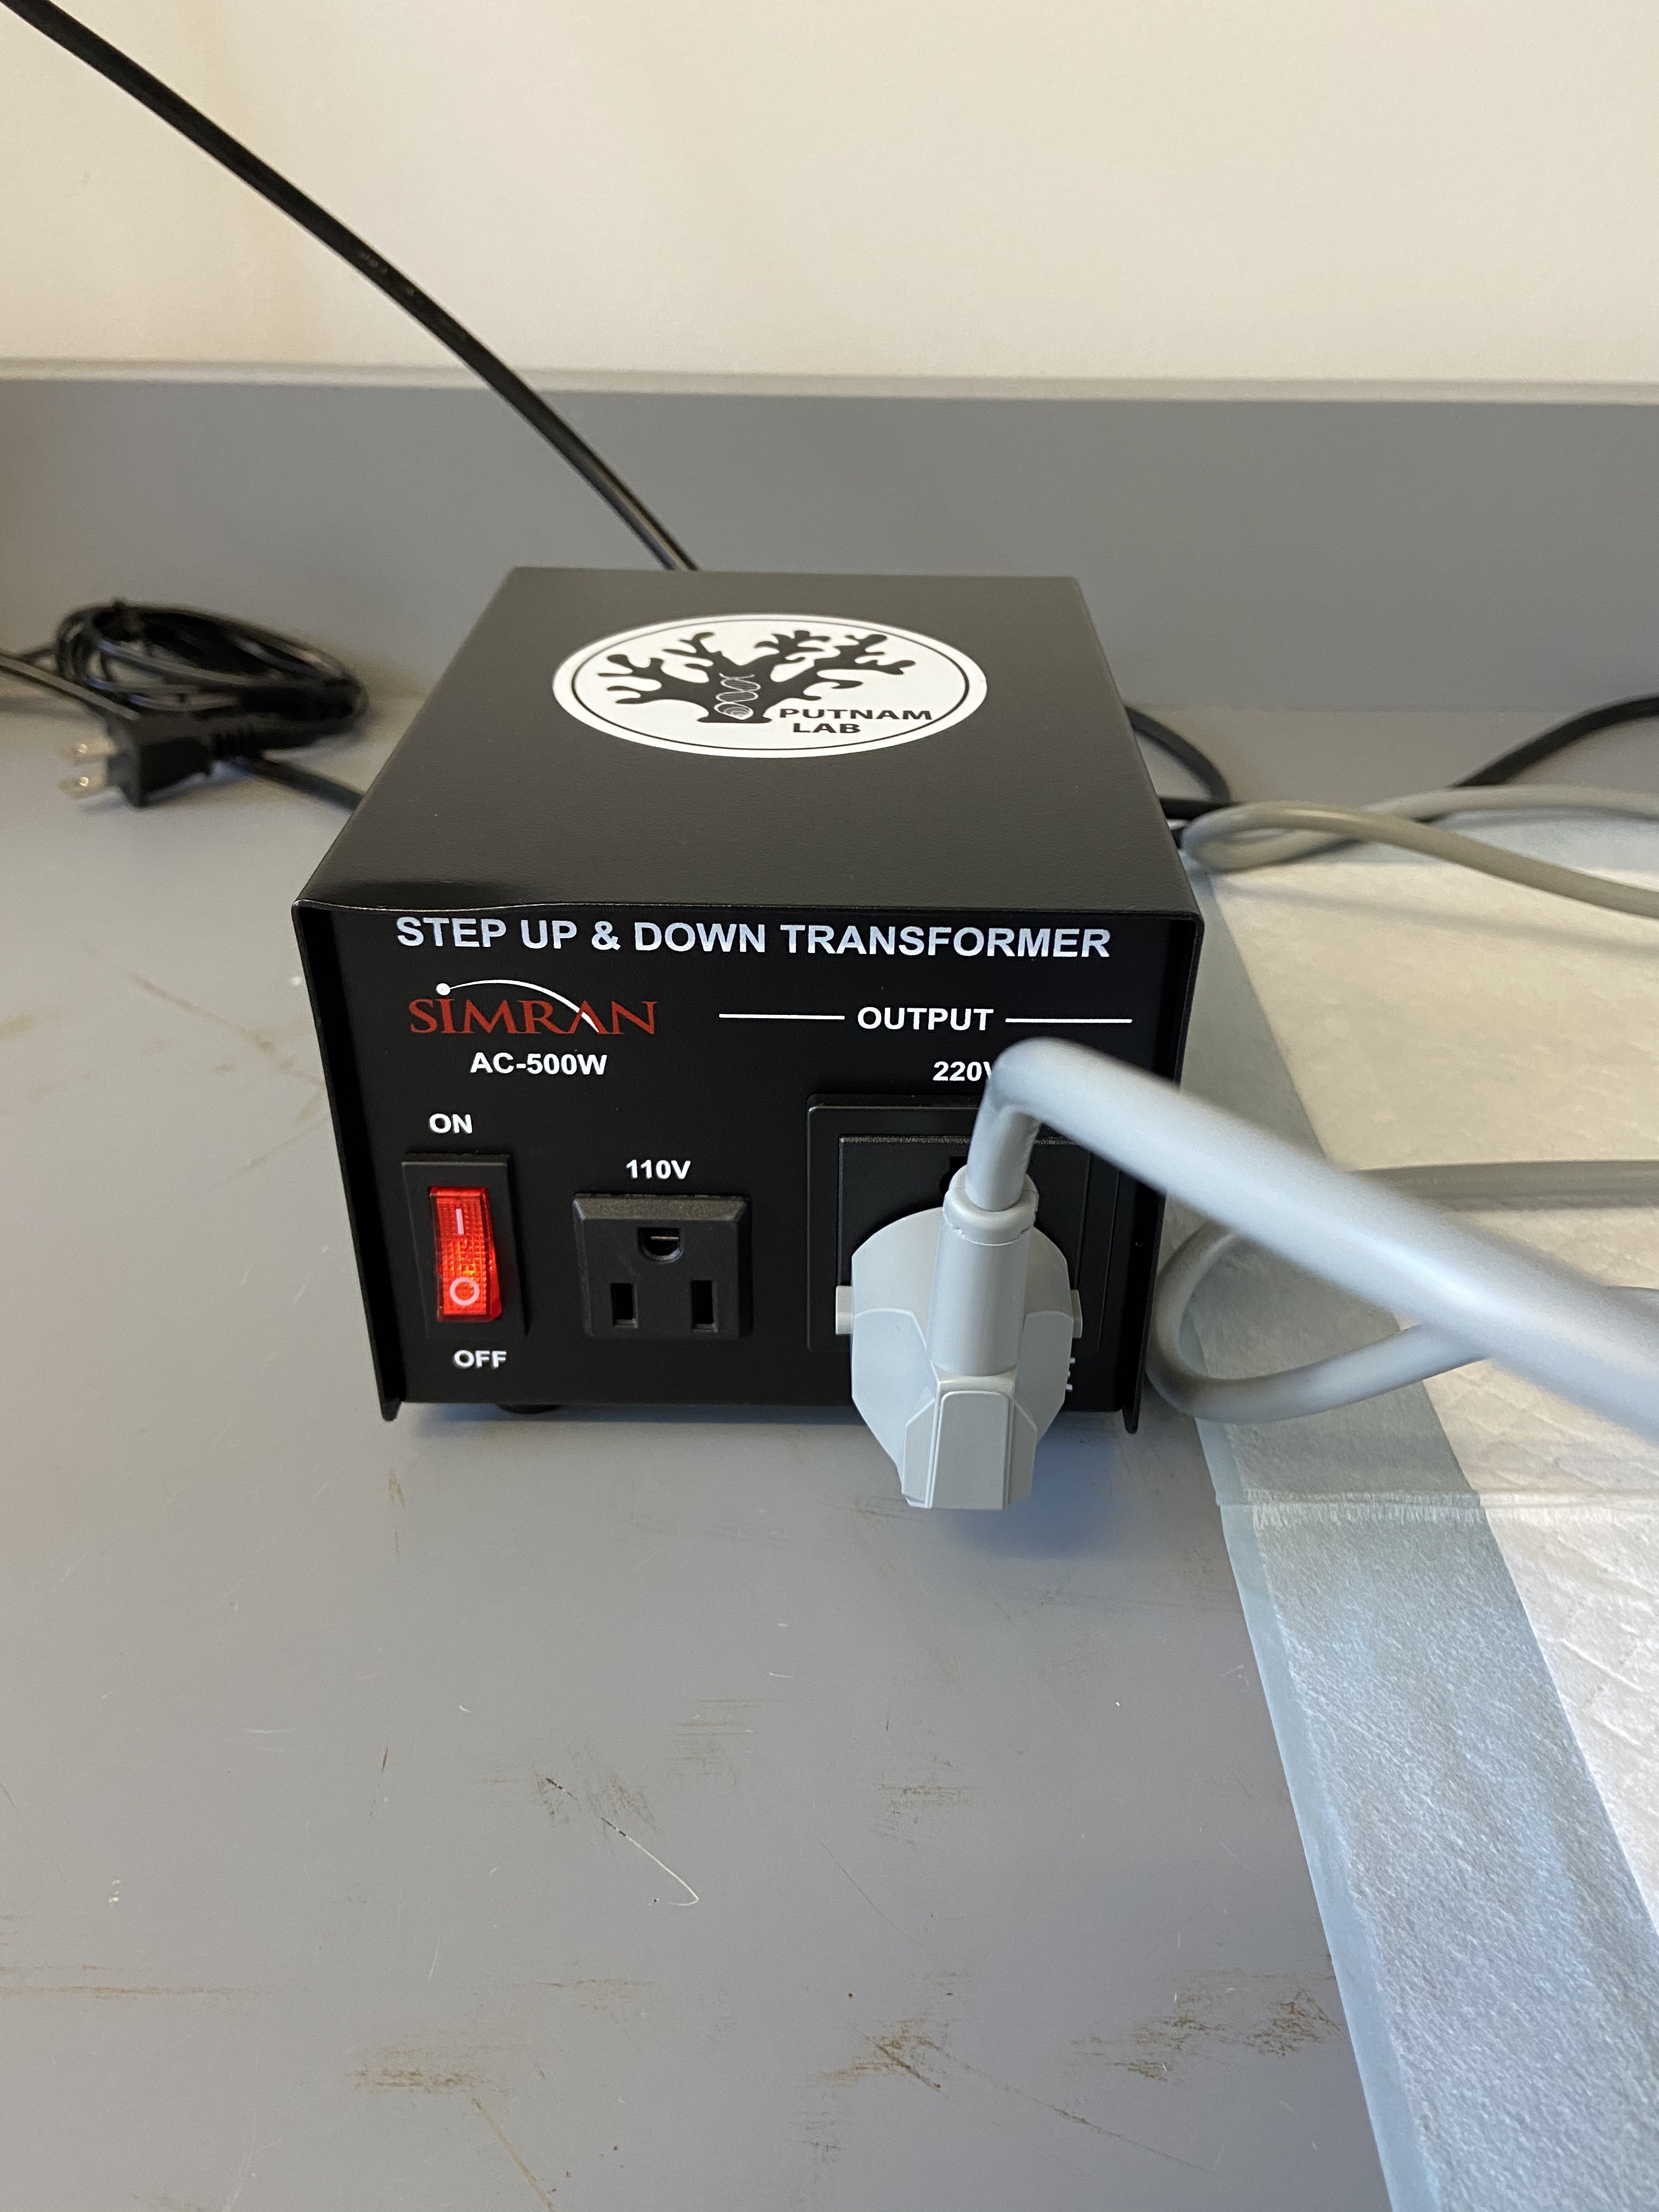 PUTNAM
LAB
STEP UP & DOWN TRANSFORMER
SIMRAN
OUTPUT
AC-500W
220V
ON
110V
I
O
OFF